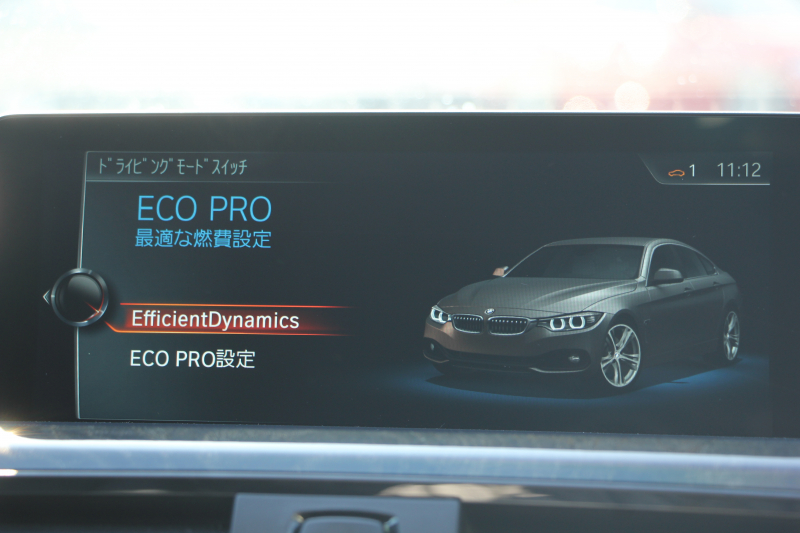 ﾄﾞﾗｲﾋﾞﾝｸﾞﾓｰﾄﾞｽｲｯﾁ
1 11:12
ECO PRO
最適な燃費設定
EfficientDynamics
ECO PRO設定